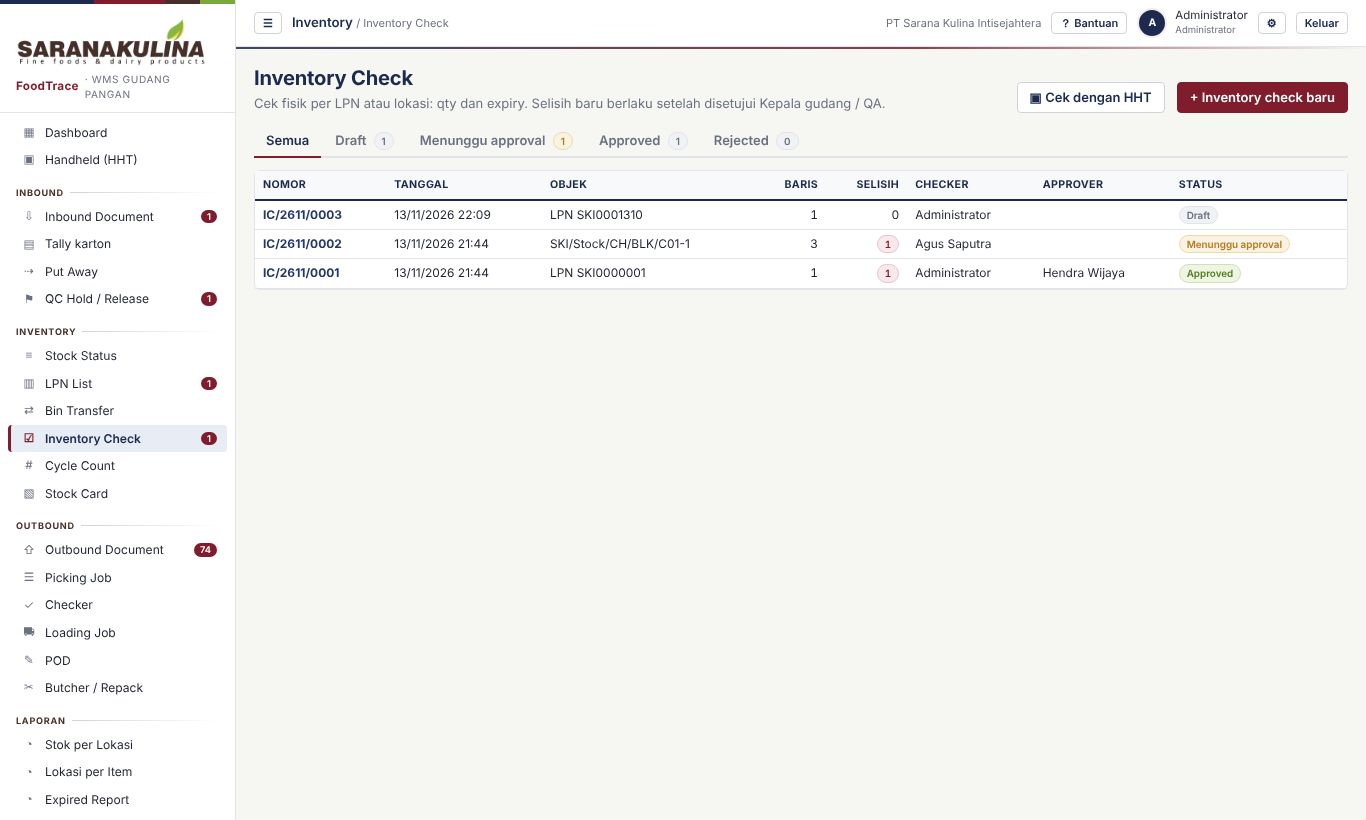 SARANAKULINA
Fine foods & dairy products
FoodTrace · WMS GUDANG PANGAN
Dashboard
Handheld (HHT)
INBOUND
Inbound Document 1
Tally karton
Put Away
QC Hold / Release 1
INVENTORY
Stock Status
LPN List 1
Bin Transfer
Inventory Check 1
# Cycle Count
Stock Card
OUTBOUND
Outbound Document 74
Picking Job
Checker
Loading Job
POD
Butcher / Repack
LAPORAN
Stok per Lokasi
Lokasi per Item
Expired Report
☰ Inventory / Inventory Check
PT Sarana Kulina Intisejahtera ? Bantuan A Administrator
Administrator ⚙ Keluar
Inventory Check
Cek fisik per LPN atau lokasi: qty dan expiry. Selisih baru berlaku setelah disetujui Kepala gudang / QA.
▣ Cek dengan HHT + Inventory check baru
Semua Draft 1 Menunggu approval 1 Approved 1 Rejected 0
NOMOR TANGGAL OBJEK BARIS SELISIH CHECKER APPROVER STATUS
IC/2611/0003 13/11/2026 22:09 LPN SKI0001310 1 0 Administrator Draft
IC/2611/0002 13/11/2026 21:44 SKI/Stock/CH/BLK/C01-1 3 1 Agus Saputra Menunggu approval
IC/2611/0001 13/11/2026 21:44 LPN SKI0000001 1 1 Administrator Hendra Wijaya Approved